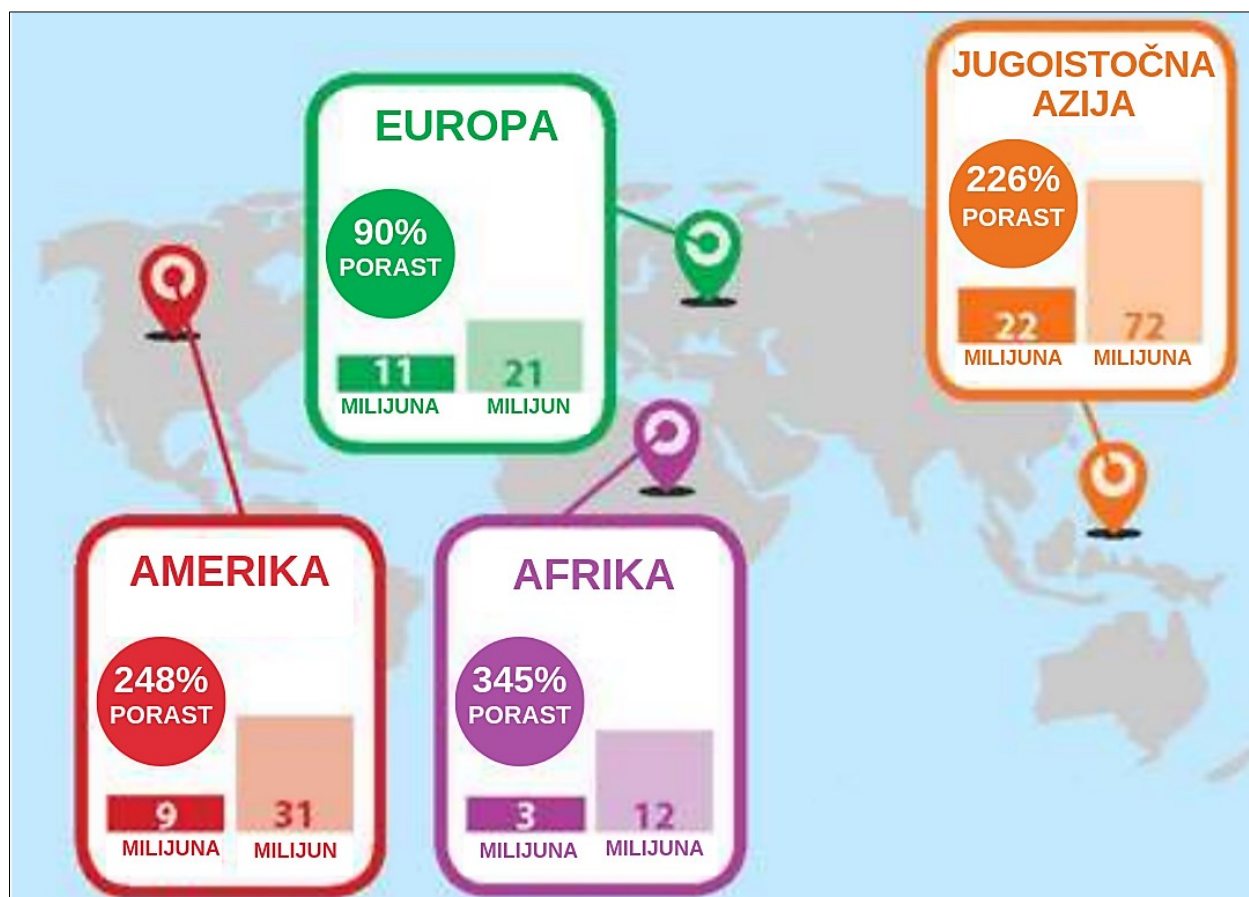 EUROPA
90%
PORAST
11
21
MILIJUNA
MILIJUN
JUGOISTOČNA
AZIJA
226%
PORAST
22
72
MILIJUNA
MILIJUNA
AMERIKA
248%
PORAST
9
31
MILIJUNA
MILIJUN
AFRIKA
345%
PORAST
3
12
MILIJUNA
MILIJUNA